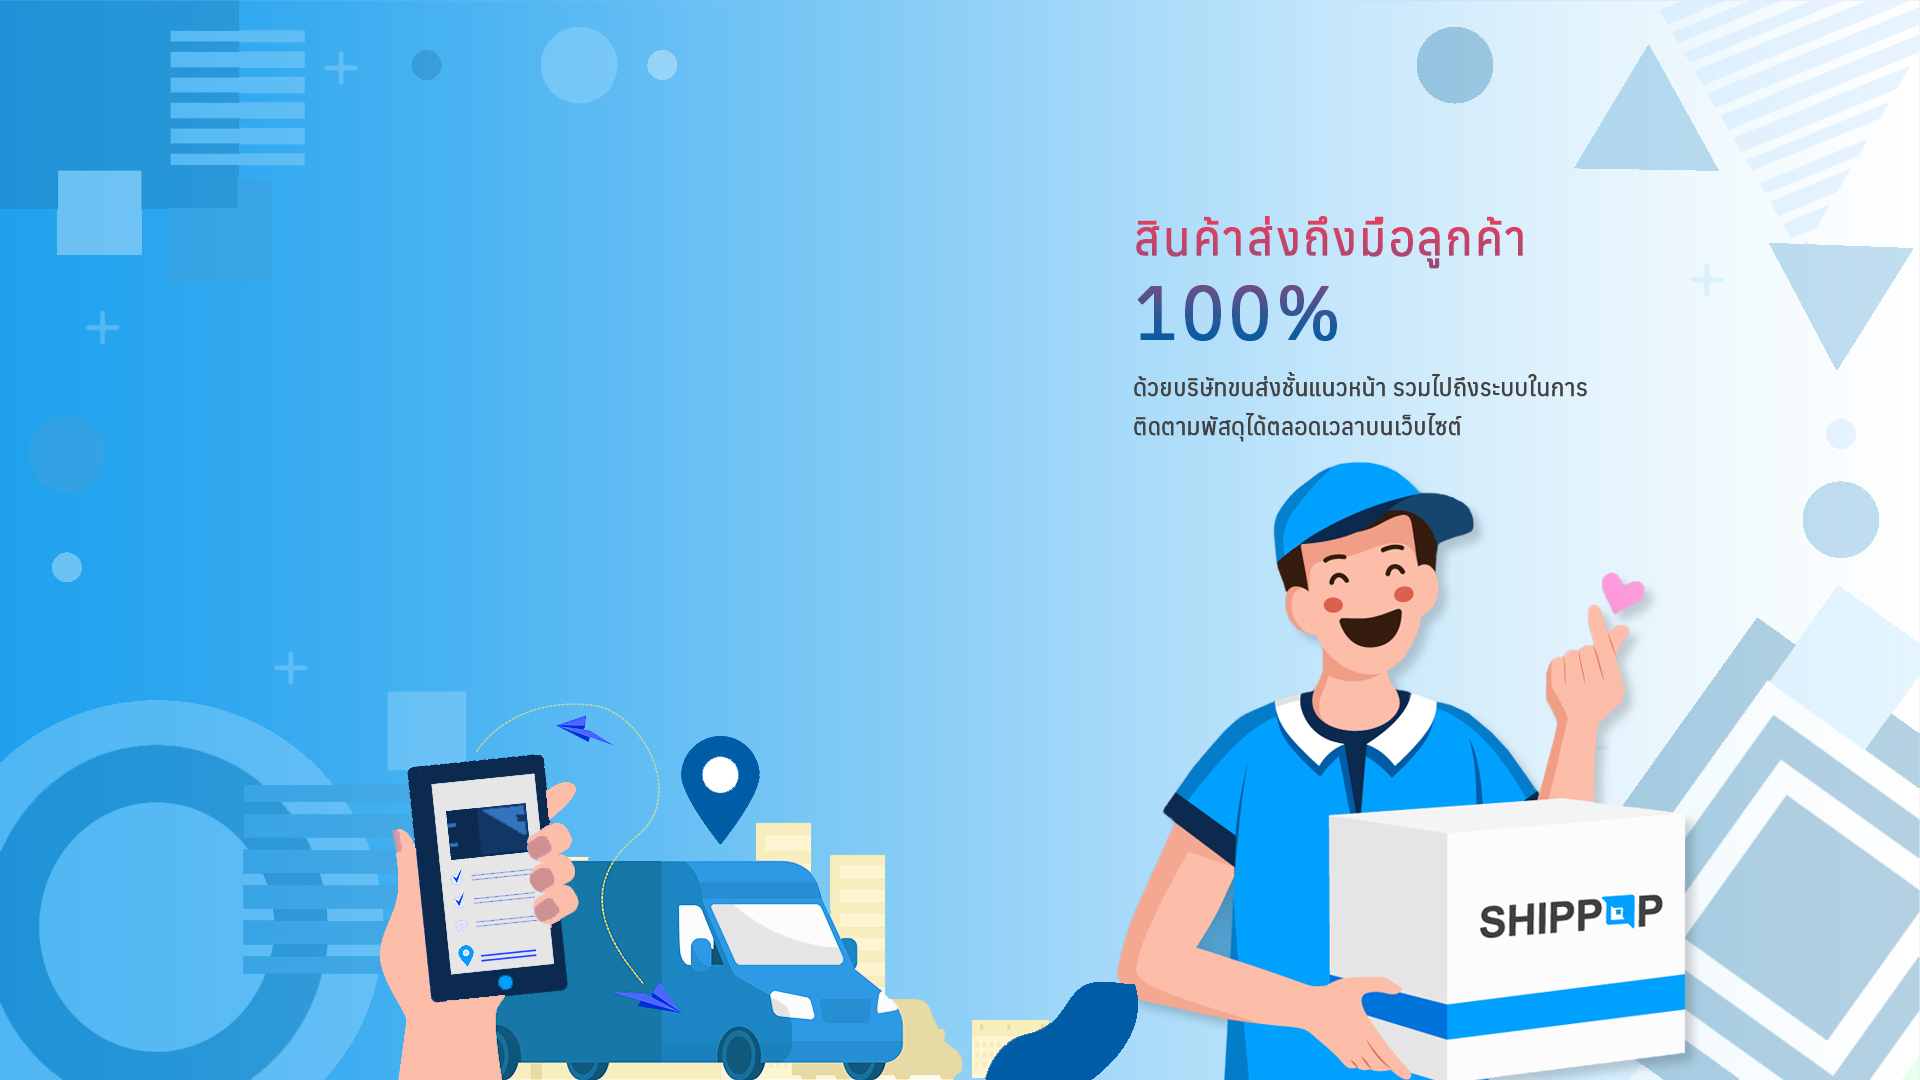 สินค้าส่งถึงมือลูกค้า
100%
ด้วยบริษัทขนส่งชั้นแนวหน้า รวมไปถึงระบบในการ
ติดตามพัสดุได้ตลอดเวลาบนเว็บไซต์
SHIPPOP